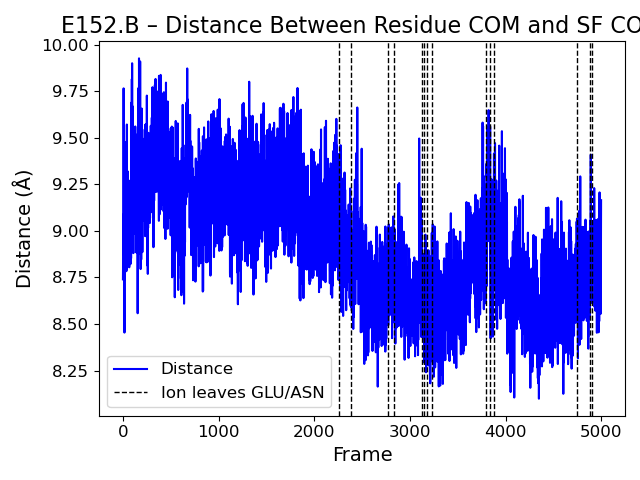 E152.B – Distance Between Residue COM and SF CO
10.00
9.75
9.50
9.25
9.00
8.75
8.50
8.25
Distance (Å)
Distance
Ion leaves GLU/ASN
0 1000 2000 3000 4000 5000
Frame